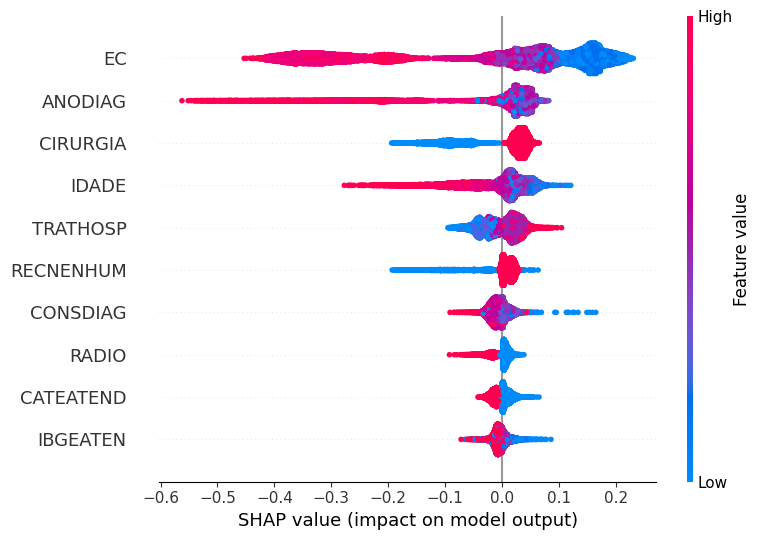 High
EC
ANODIAG
CIRURGIA
IDADE
TRATHOSP
RECNENHUM
CONSDIAG
RADIO
CATEATEND
IBGEATEN
Feature value
Low
−0.6 −0.5 −0.4 −0.3 −0.2 −0.1 0.0 0.1 0.2
SHAP value (impact on model output)